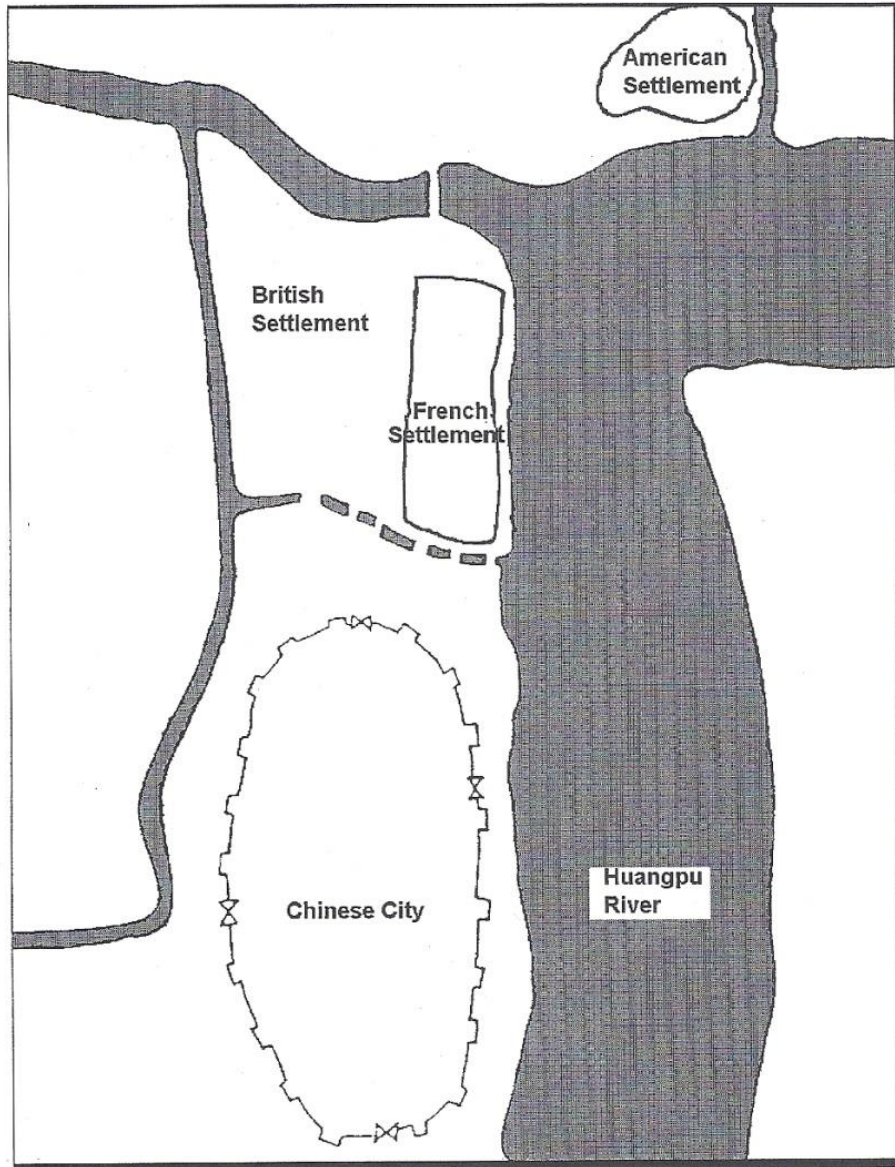 American
Settlement
British
Settlement
French
Settlement
Chinese City
Huangpu
River